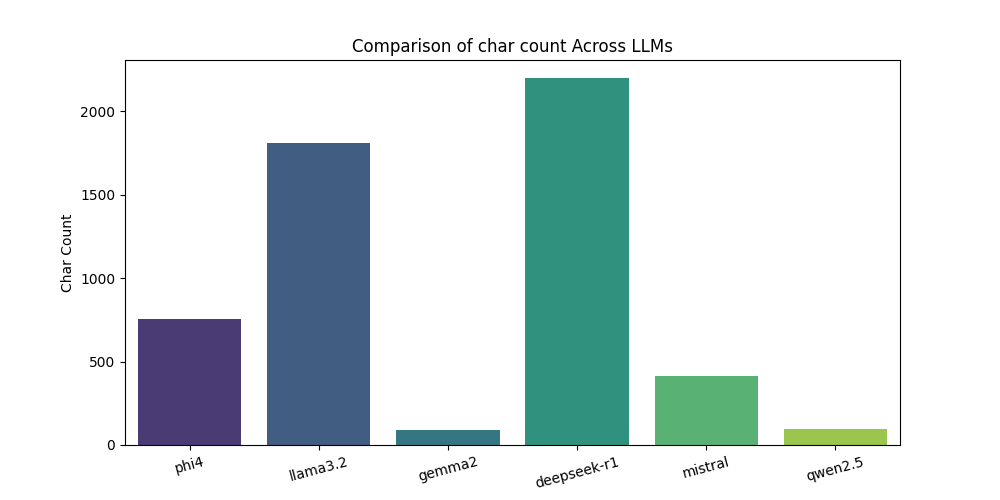 Comparison of char count Across LLMs
Char Count
2000
1500
1000
500
0
phi4
llama3.2
gemma2
deepseek-r1
mistral
qwen2.5